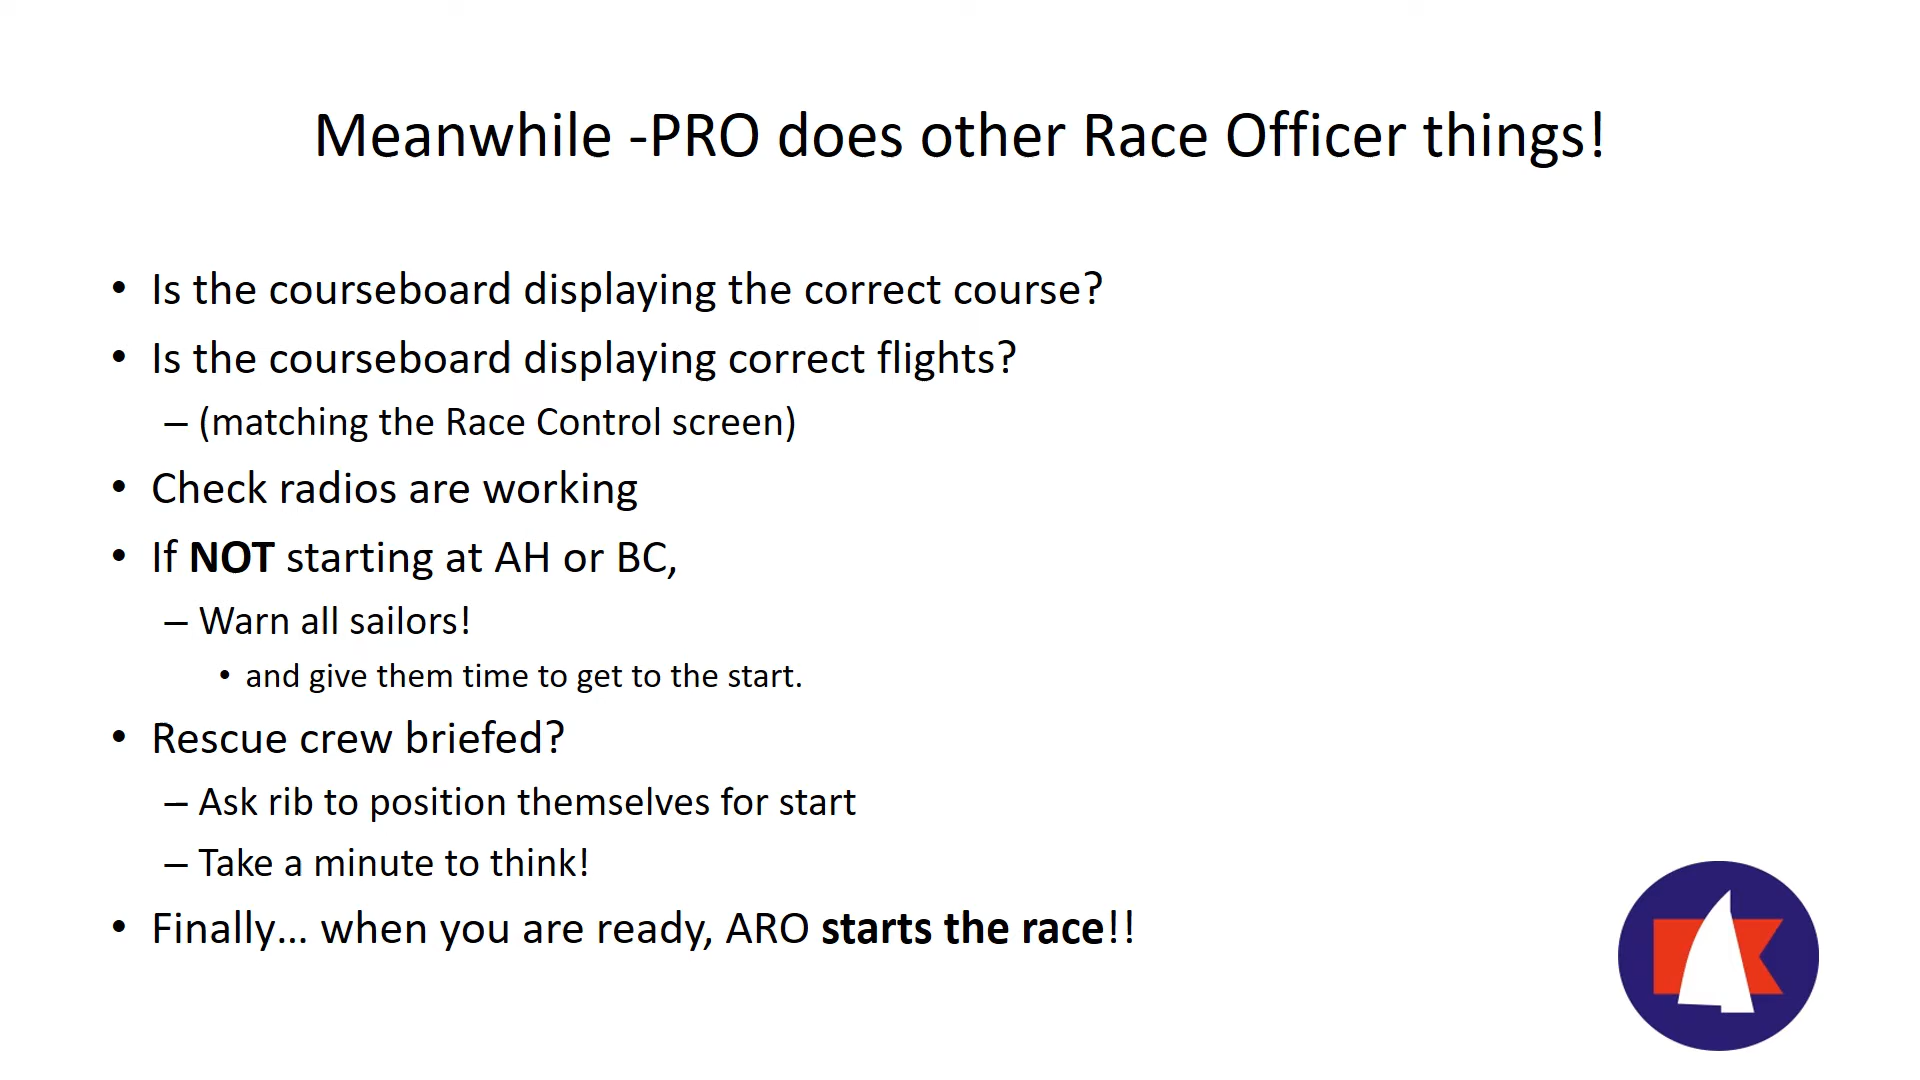 Meanwhile -PRO does other Race Officer things!
• Is the courseboard displaying the correct course?
• Is the courseboard displaying correct flights?
– (matching the Race Control screen)
• Check radios are working
• If NOT starting at AH or BC,
– Warn all sailors!
• and give them time to get to the start.
• Rescue crew briefed?
– Ask rib to position themselves for start
– Take a minute to think!
• Finally... when you are ready, ARO starts the race!!